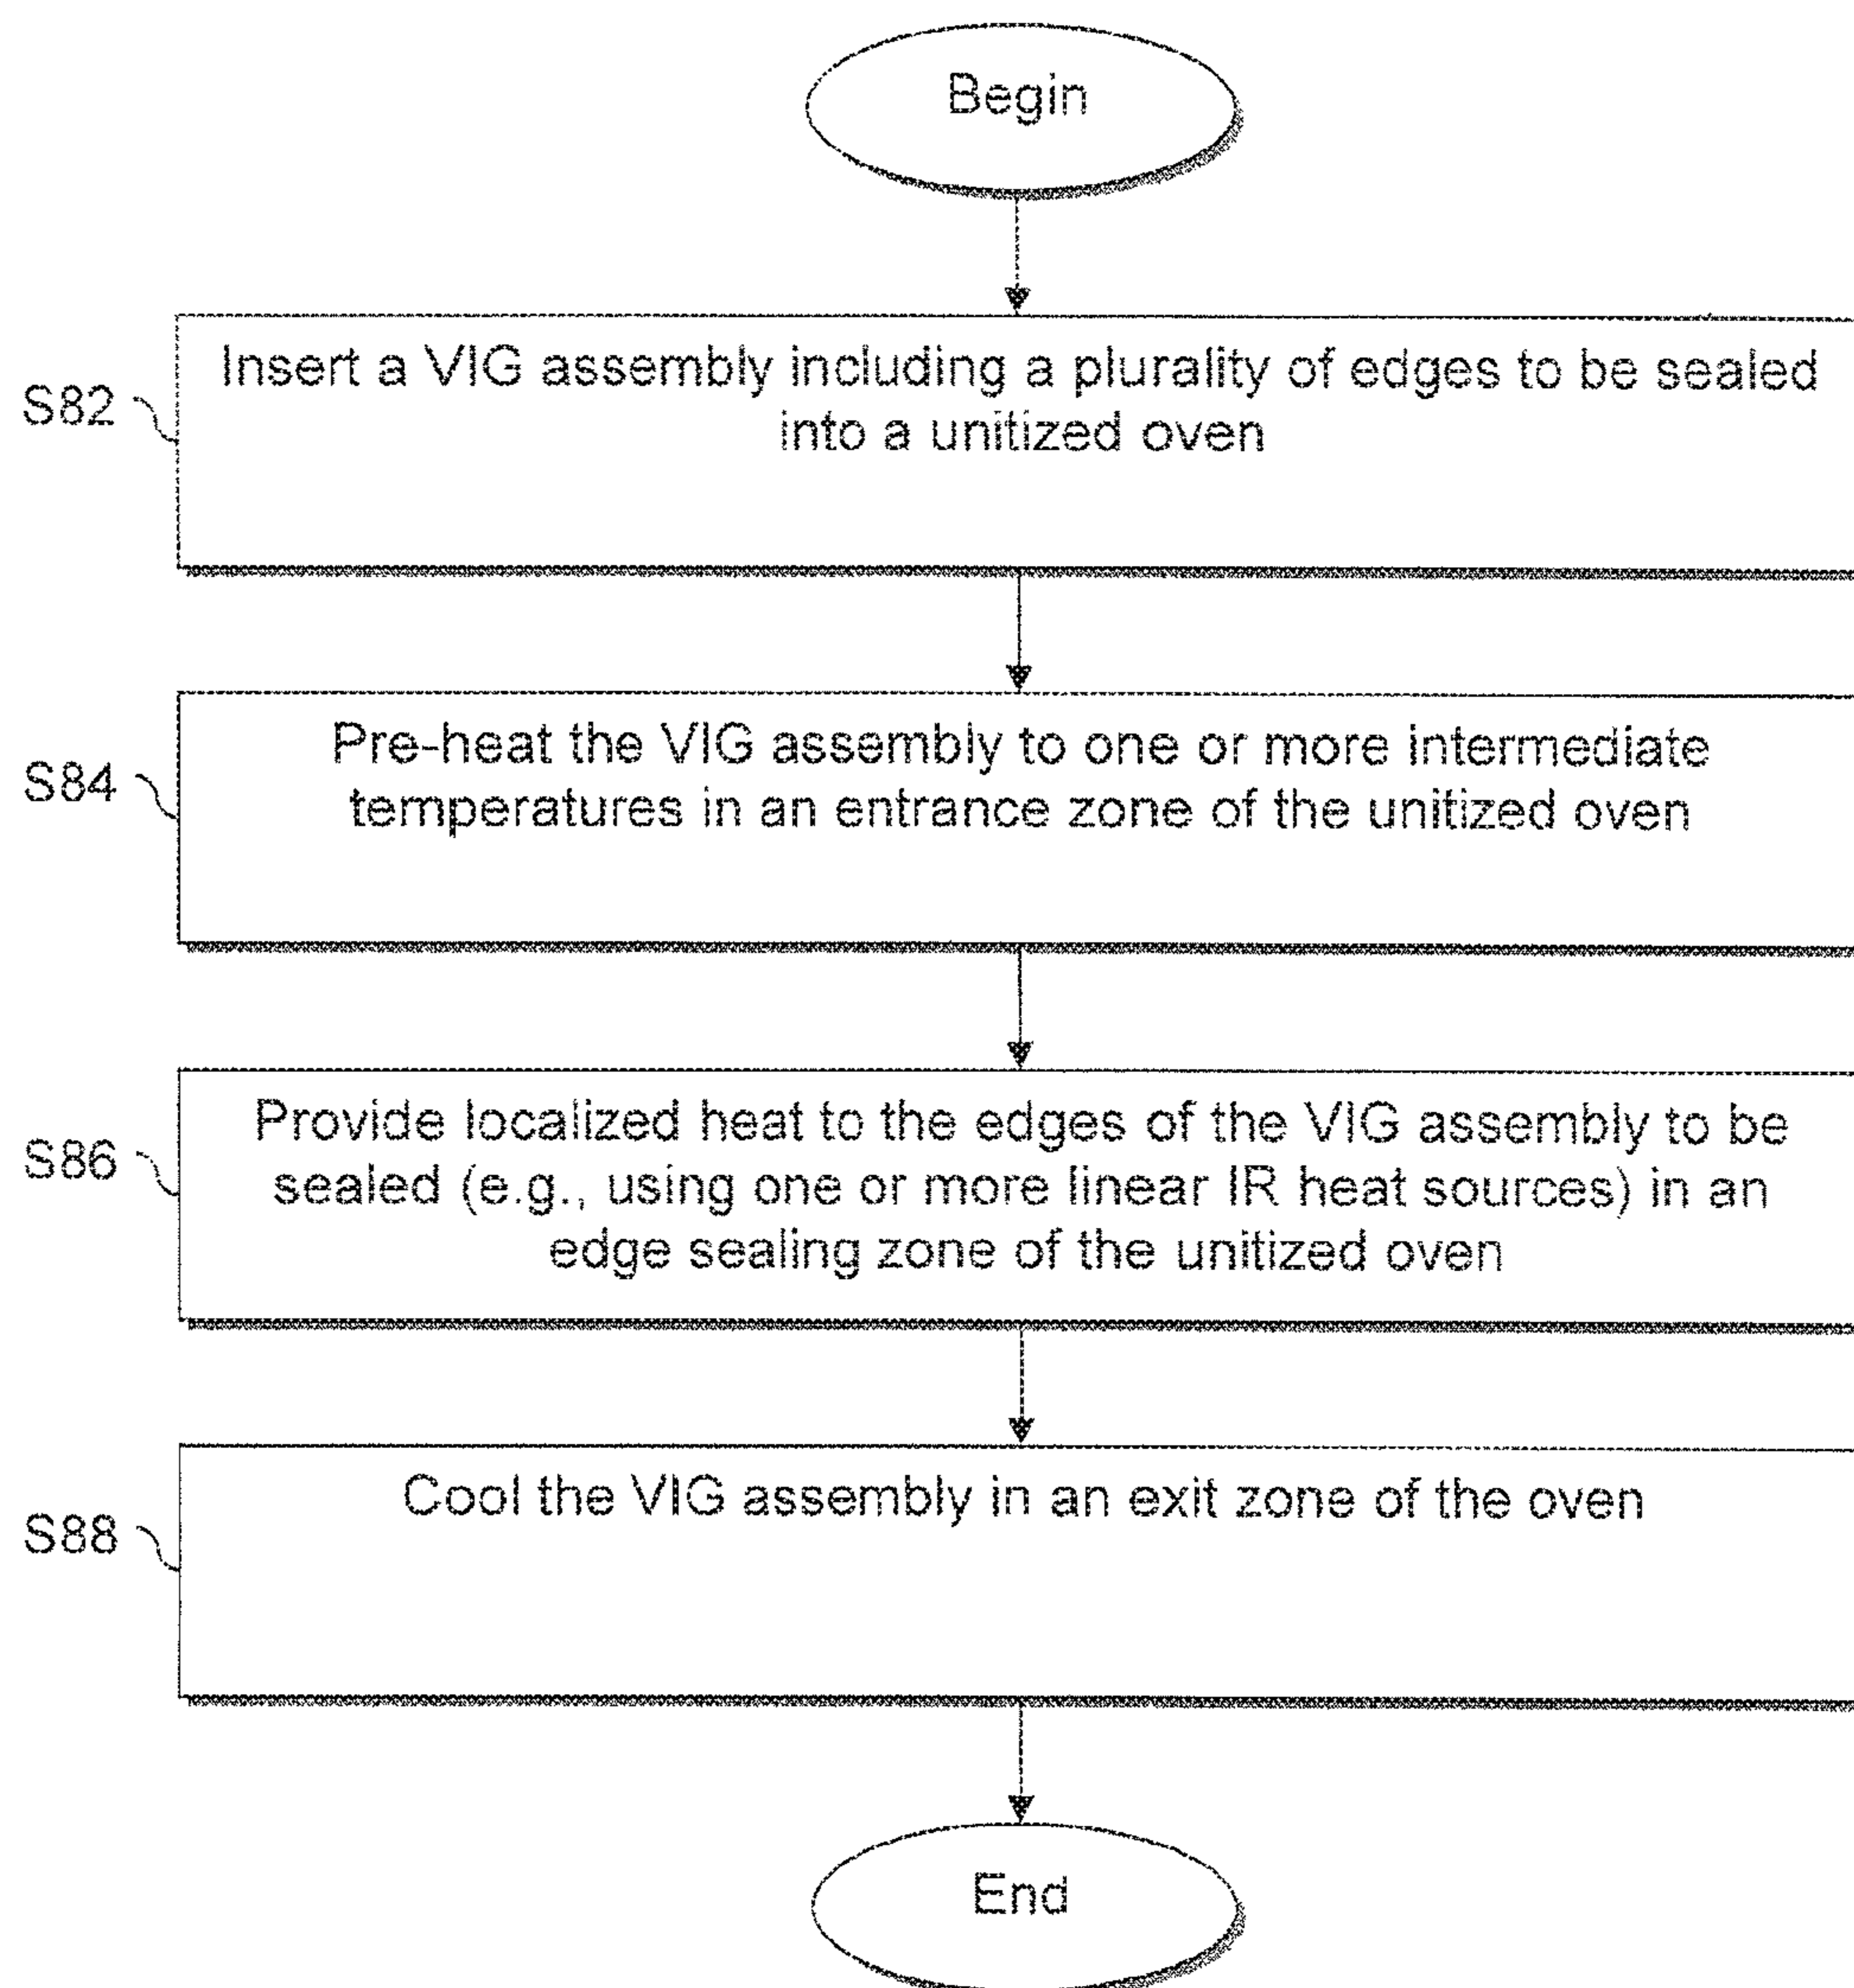 Begin
S82
Insert a VIG assembly including a plurality of edges to be sealed
into a unitized oven
S84
Pre-heat the VIG assembly to one or more intermediate
temperatures in an entrance zone of the unitized oven
S86
Provide localized heat to the edges of the VIG assembly to be
sealed (e.g., using one or more linear IR heat sources) in an
edge sealing zone of the unitized oven
S88
Cool the VIG assembly in an exit zone of the oven
End